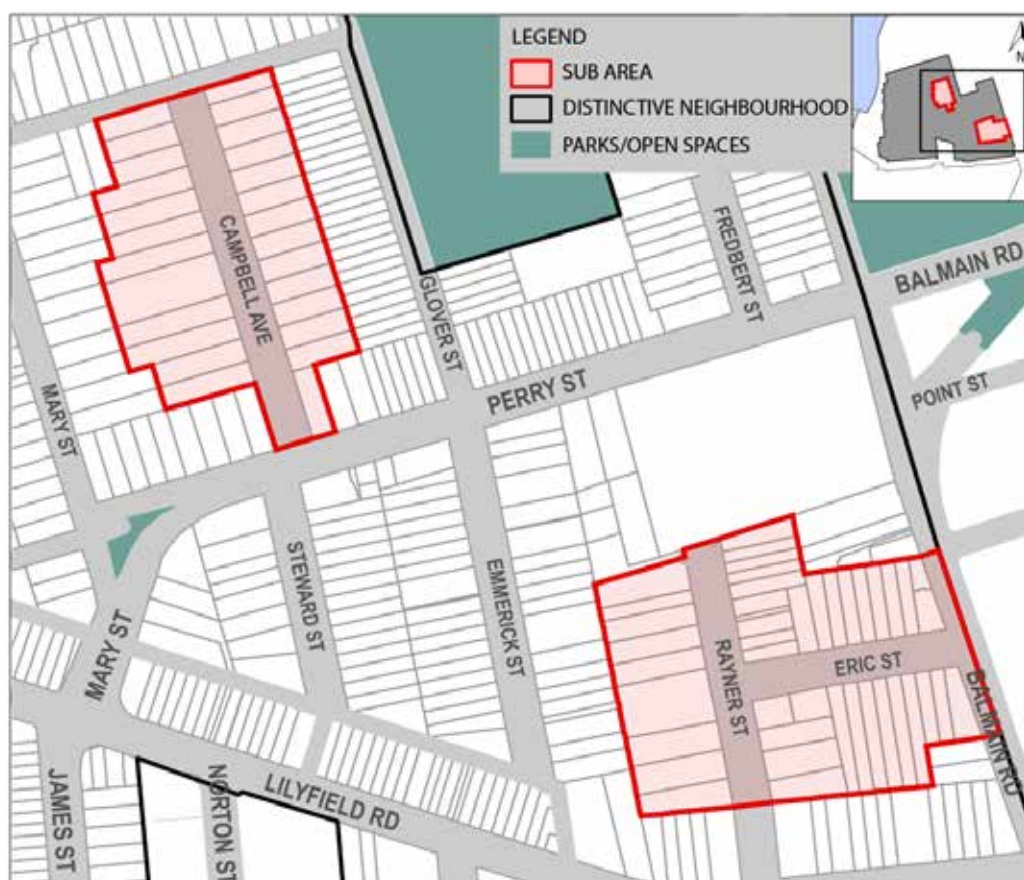 LEGEND
SUB AREA
DISTINCTIVE NEIGHBOURHOOD
PARKS/OPEN SPACES
N
CAMPBELL AVE
GLOVER ST
FREDBERT ST
BALMAIN RD
MARY ST
PERRY ST
POINT ST
STEWARD ST
EMMERICK ST
MARY ST
RAYNER ST
ERIC ST
BALMAIN RD
JAMES ST
NORTON ST
LILYFIELD RD